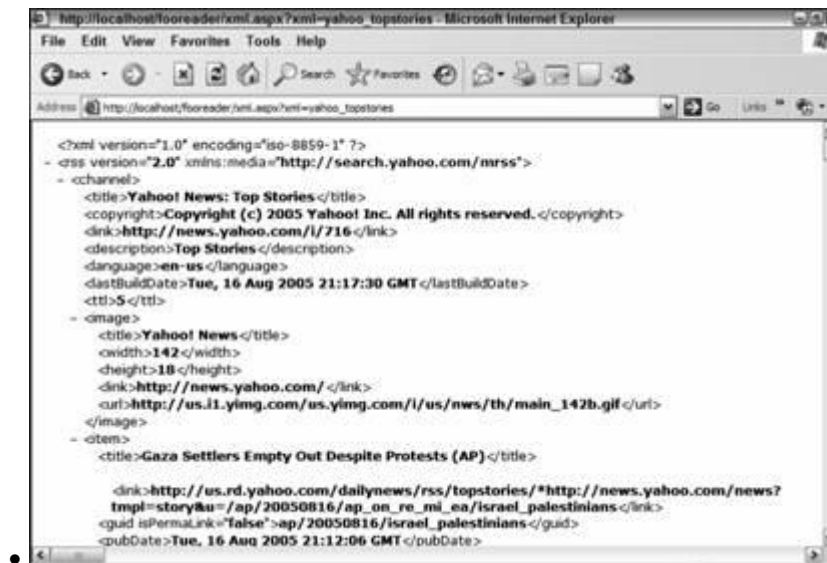 http://localhost/fooreader/xml.aspx?xml=yahoo_topstories - Microsoft Internet Explorer
File Edit View Favorites Tools Help
Back Search Favorites
Address http://localhost/fooreader/xml.aspx?xml=yahoo_topstories Go Links »
<?xml version="1.0" encoding="iso-8859-1" ?>
- <rss version="2.0" xmlns:media="http://search.yahoo.com/mrss">
- <channel>
<title>Yahoo! News: Top Stories</title>
<copyright>Copyright (c) 2005 Yahoo! Inc. All rights reserved.</copyright>
<link>http://news.yahoo.com/i/716</link>
<description>Top Stories</description>
<language>en-us</language>
<lastBuildDate>Tue, 16 Aug 2005 21:17:30 GMT</lastBuildDate>
<ttl>5</ttl>
- <image>
<title>Yahoo! News</title>
<width>142</width>
<height>18</height>
<link>http://news.yahoo.com/</link>
<url>http://us.i1.yimg.com/us.yimg.com/i/us/nws/th/main_142b.gif</url>
</image>
- <item>
<title>Gaza Settlers Empty Out Despite Protests (AP)</title>
<link>http://us.rd.yahoo.com/dailynews/rss/topstories/*http://news.yahoo.com/news?
tmpl=story&u=/ap/20050816/ap_on_re_mi_ea/israel_palestinians</link>
<guid isPermaLink="false">ap/20050816/israel_palestinians</guid>
<pubDate>Tue, 16 Aug 2005 21:12:06 GMT</pubDate>